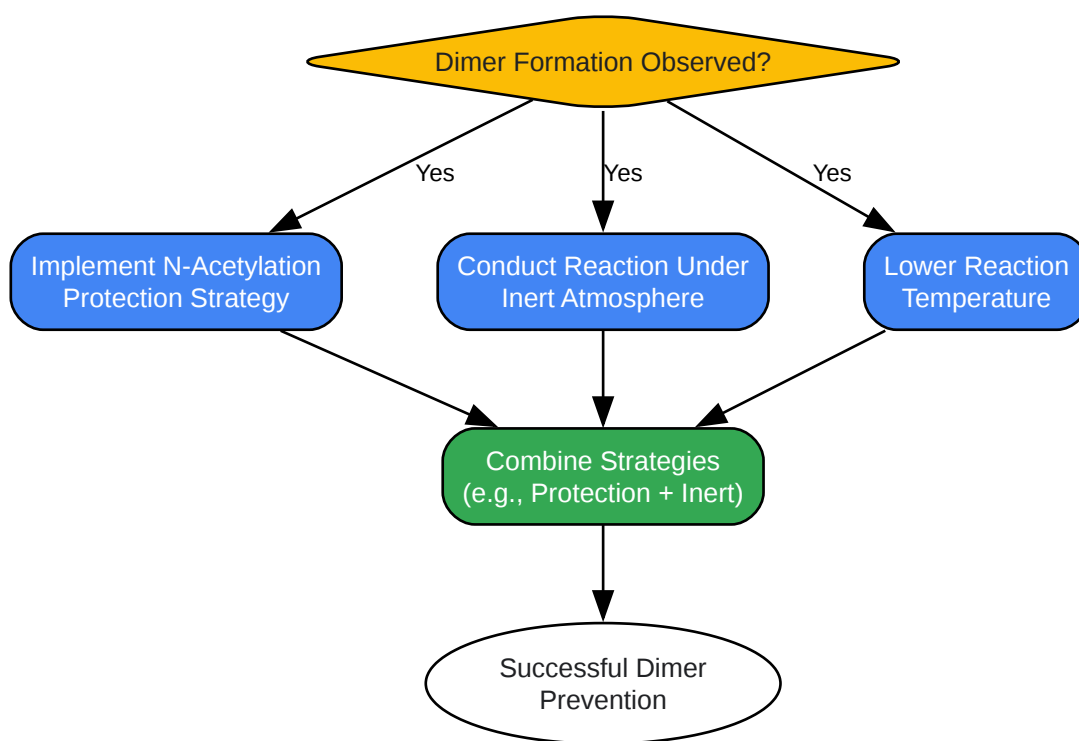 Dimer Formation Observed?
Yes
Yes
Yes
Implement N-Acetylation
Protection Strategy
Conduct Reaction Under
Inert Atmosphere
Lower Reaction
Temperature
Combine Strategies
(e.g., Protection + Inert)
Successful Dimer
Prevention